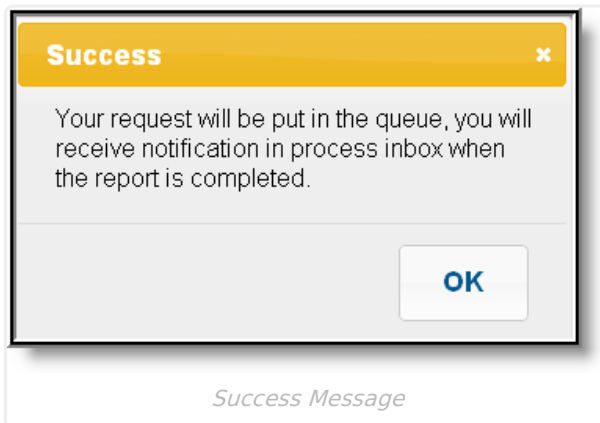 Success
Your request will be put in the queue, you will
receive notification in process inbox when
the report is completed.
OK
Success Message